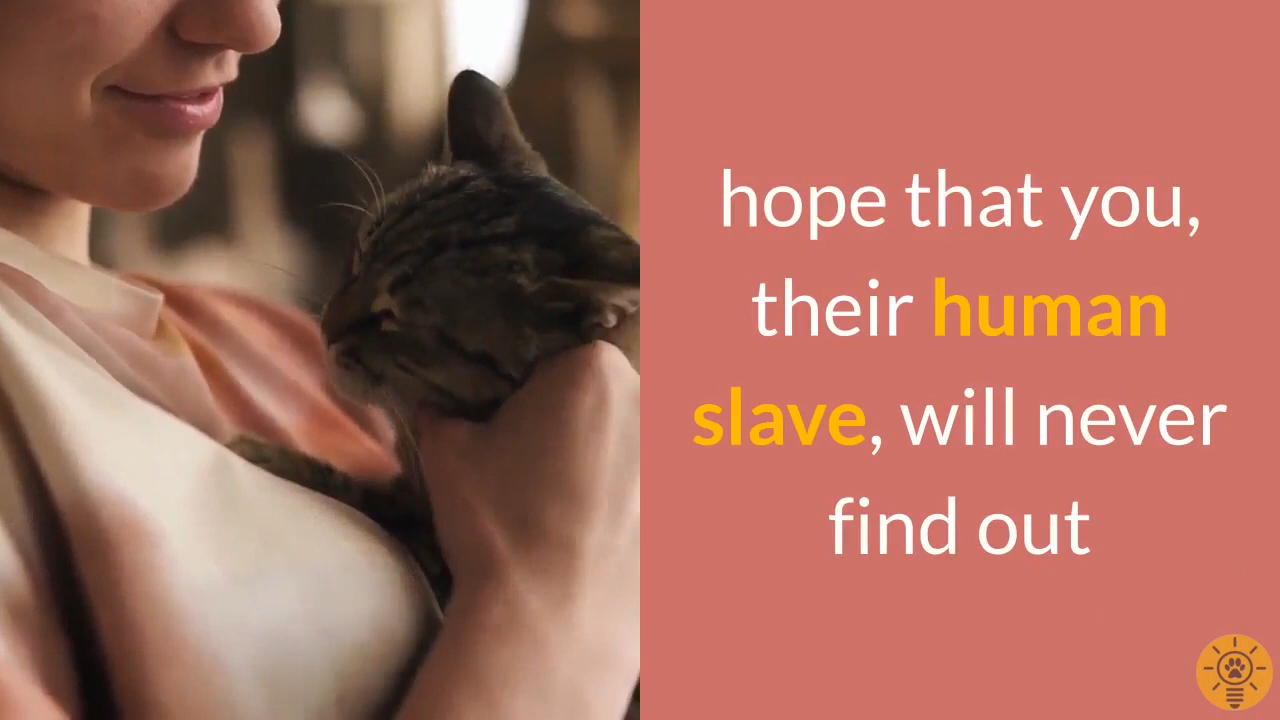 hope that you,
their human
slave, will never
find out